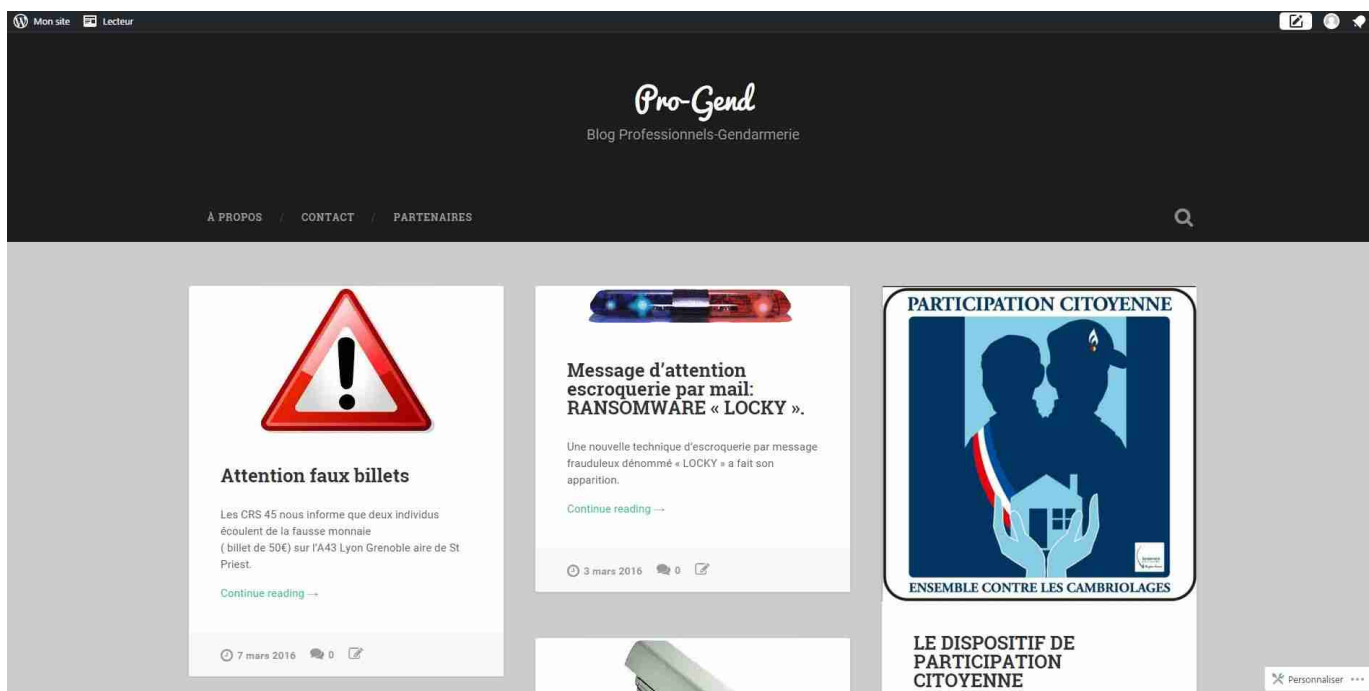 Mon site Lecteur
Pro-Gend
Blog Professionnels-Gendarmerie
À PROPOS / CONTACT / PARTENAIRES
Attention faux billets
Les CRS 45 nous informe que deux individus
écoulent de la fausse monnaie
( billet de 50€) sur l'A43 Lyon Grenoble aire de St
Priest.
Continue reading →
7 mars 2016 0
Message d'attention
escroquerie par mail:
RANSOMWARE « LOCKY ».
Une nouvelle technique d'escroquerie par message
frauduleux dénommé « LOCKY » a fait son
apparition.
Continue reading →
3 mars 2016 0
PARTICIPATION CITOYENNE
ENSEMBLE CONTRE LES CAMBRIOLAGES
LE DISPOSITIF DE
PARTICIPATION
CITOYENNE
Personnaliser